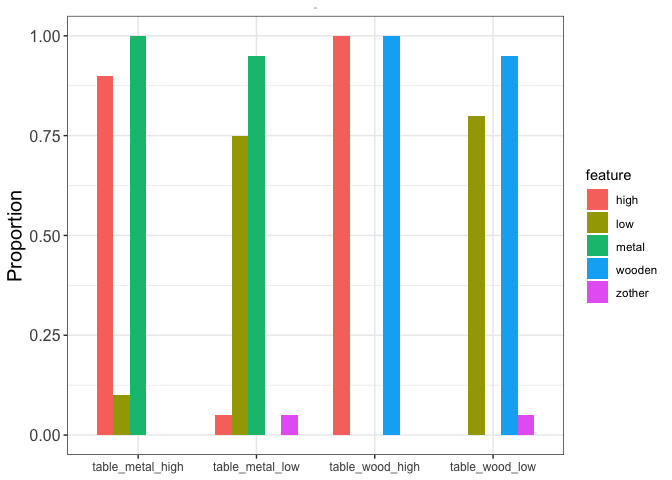 1.00
0.75
0.50
0.25
0.00
Proportion
table_metal_high
table_metal_low
table_wood_high
table_wood_low
feature
high
low
metal
wooden
zother